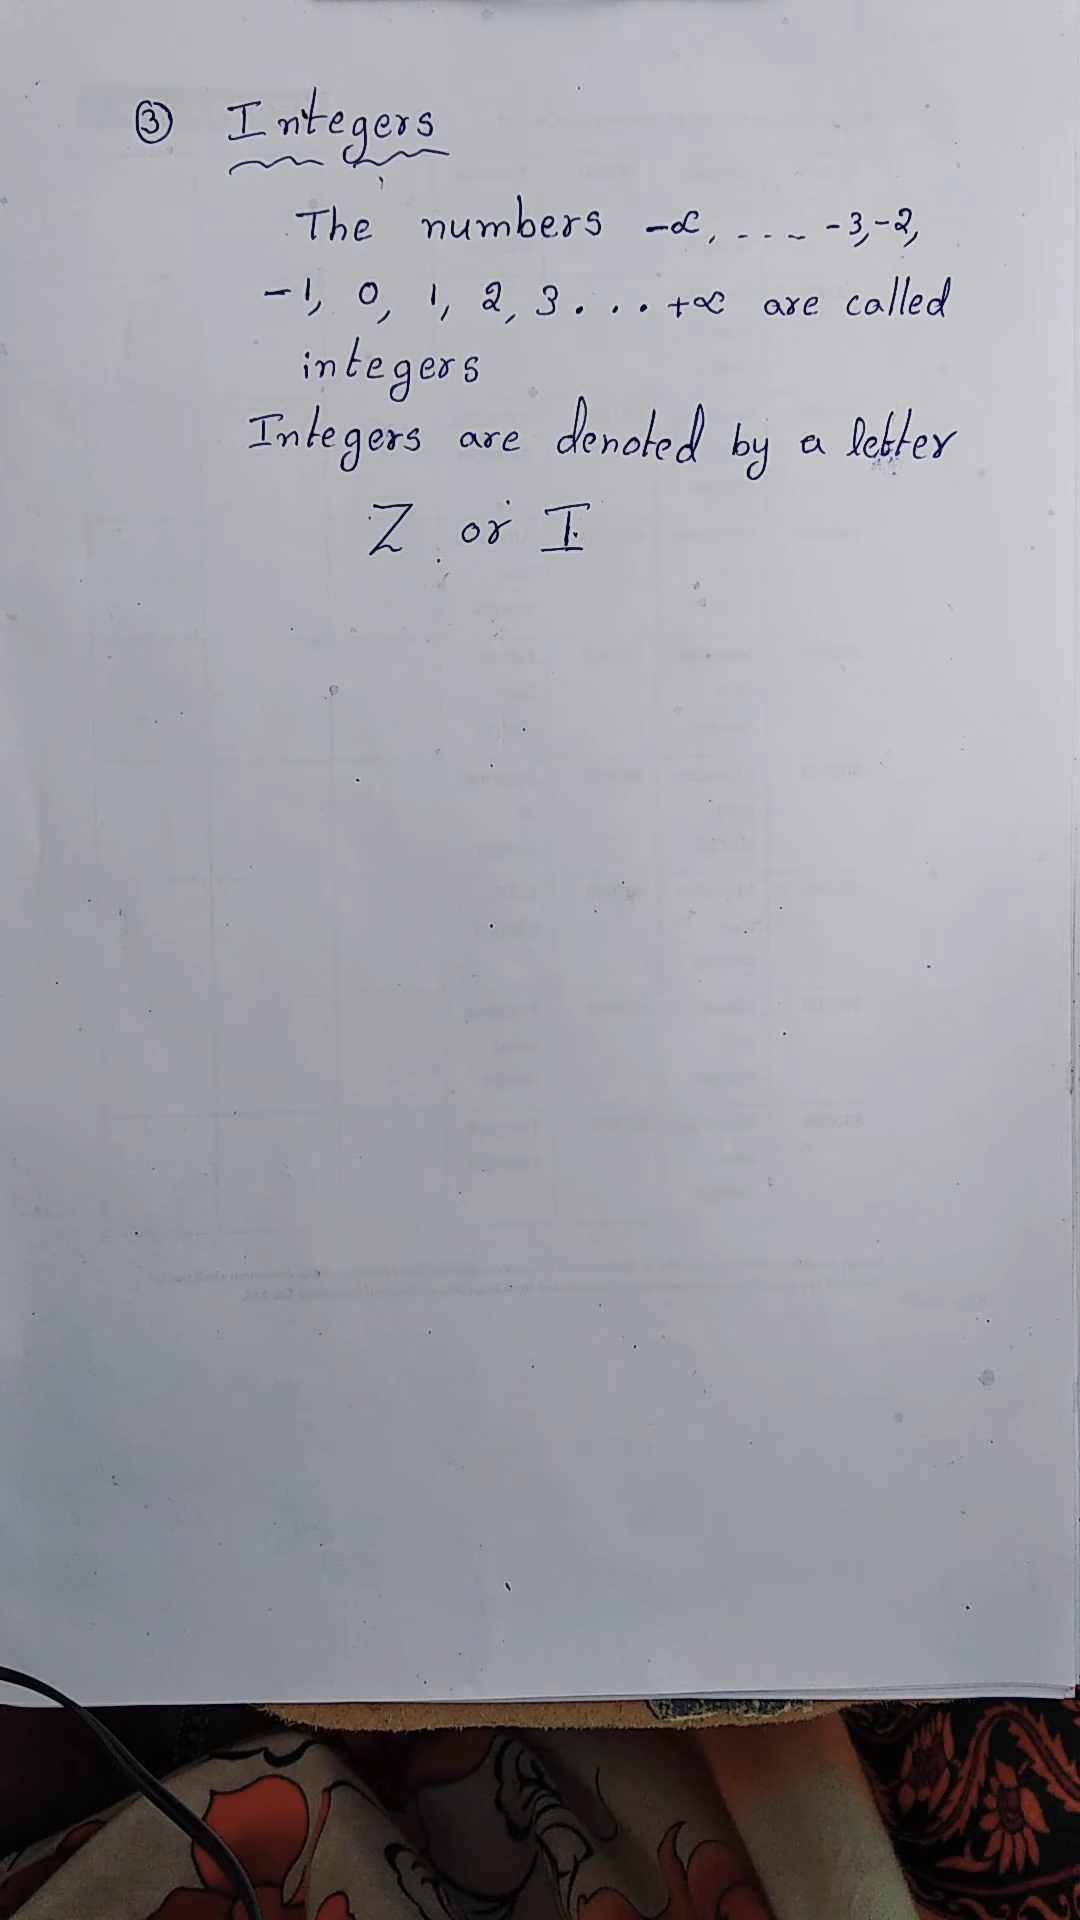 ③ Integers
The numbers -∞, .... -3,-2,
-1, 0, 1, 2, 3 . . . +∞ are called
integers
Integers are denoted by a letter
Z or I.